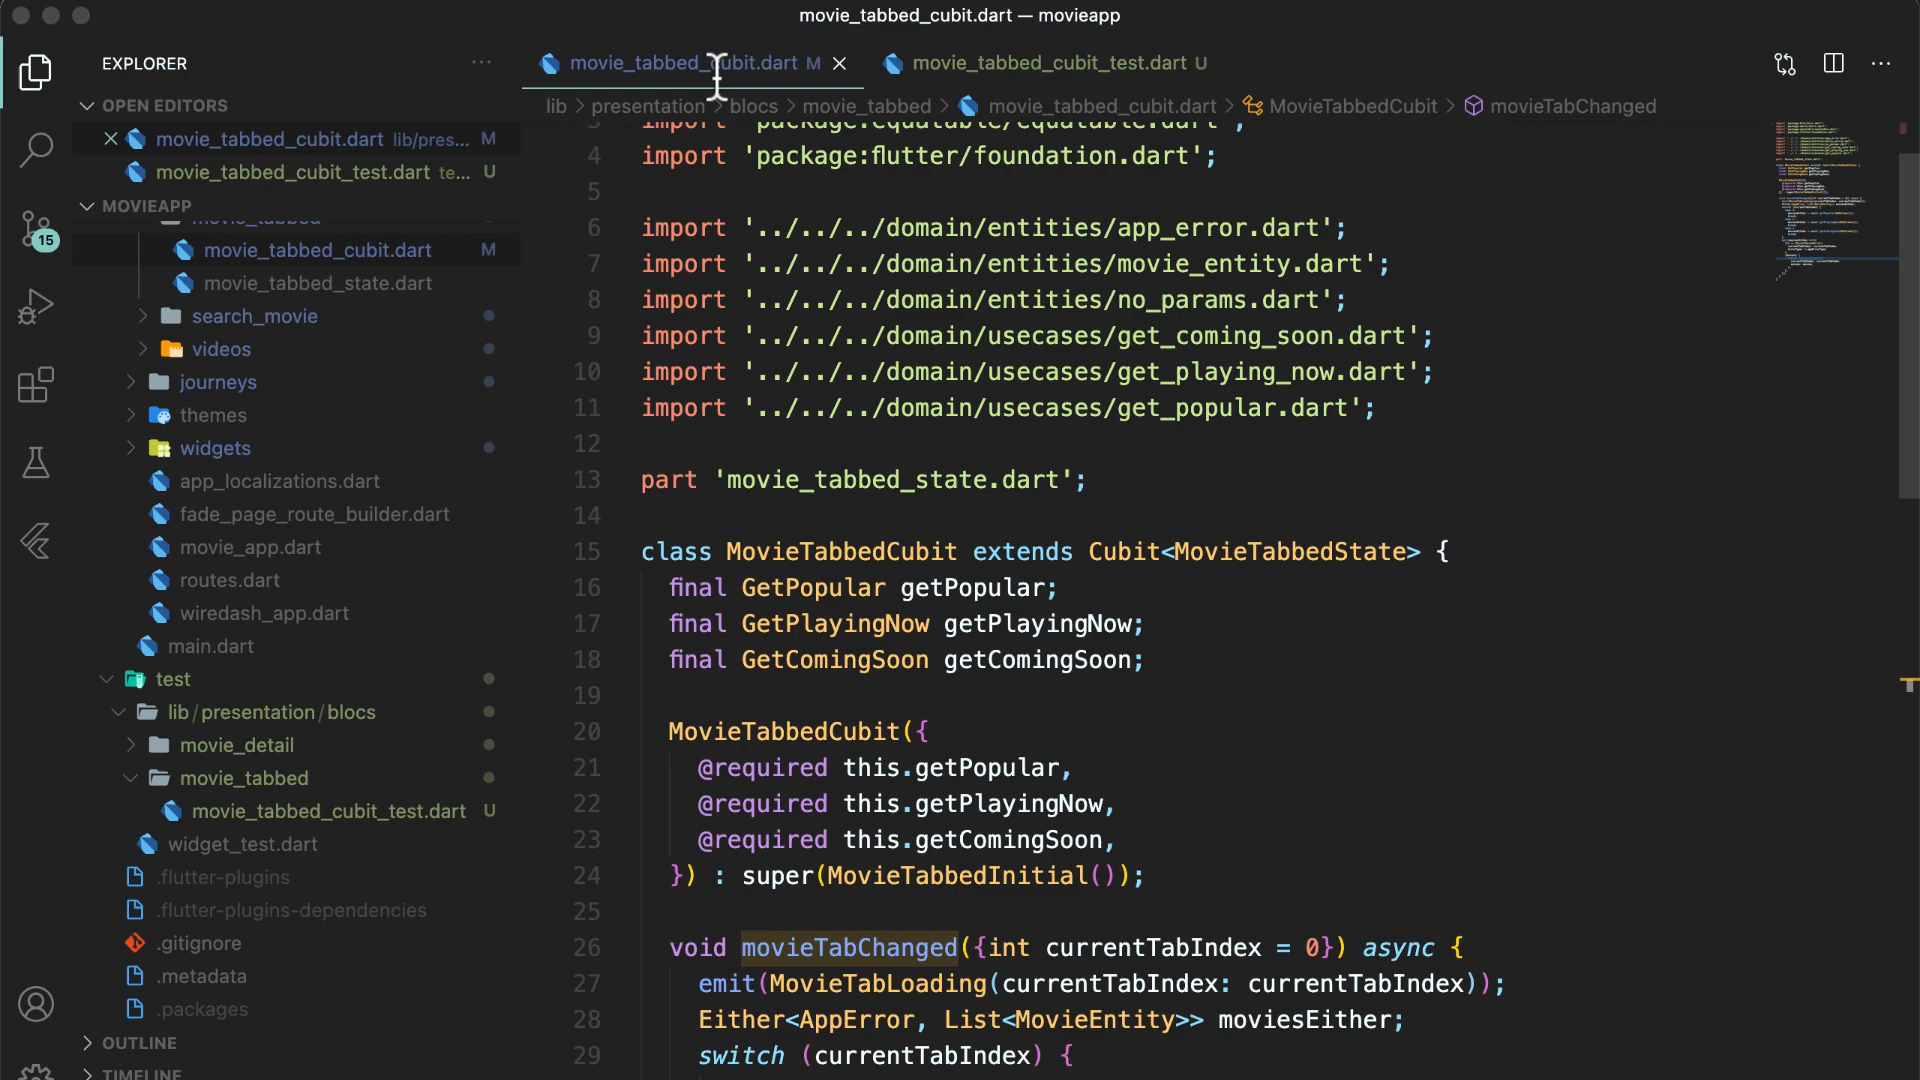 movie_tabbed_cubit.dart — movieapp
EXPLORER
OPEN EDITORS
movie_tabbed_cubit.dart lib/pres... M
movie_tabbed_cubit_test.dart te... U
MOVIEAPP
movie_tabbed
movie_tabbed_cubit.dart M
movie_tabbed_state.dart
search_movie
videos
journeys
themes
widgets
app_localizations.dart
fade_page_route_builder.dart
movie_app.dart
routes.dart
wiredash_app.dart
main.dart
test
lib/presentation/blocs
movie_detail
movie_tabbed
movie_tabbed_cubit_test.dart U
widget_test.dart
.flutter-plugins
.flutter-plugins-dependencies
.gitignore
.metadata
.packages
OUTLINE
TIMELINE
15
movie_tabbed_cubit.dart M
movie_tabbed_cubit_test.dart U
lib > presentation > blocs > movie_tabbed > movie_tabbed_cubit.dart > MovieTabbedCubit > movieTabChanged
3 import 'package:equatable/equatable.dart';
4 import 'package:flutter/foundation.dart';
5
6 import '../../../domain/entities/app_error.dart';
7 import '../../../domain/entities/movie_entity.dart';
8 import '../../../domain/entities/no_params.dart';
9 import '../../../domain/usecases/get_coming_soon.dart';
10 import '../../../domain/usecases/get_playing_now.dart';
11 import '../../../domain/usecases/get_popular.dart';
12
13 part 'movie_tabbed_state.dart';
14
15 class MovieTabbedCubit extends Cubit<MovieTabbedState> {
16 final GetPopular getPopular;
17 final GetPlayingNow getPlayingNow;
18 final GetComingSoon getComingSoon;
19
20 MovieTabbedCubit({
21 @required this.getPopular,
22 @required this.getPlayingNow,
23 @required this.getComingSoon,
24 }) : super(MovieTabbedInitial());
25
26 void movieTabChanged({int currentTabIndex = 0}) async {
27 emit(MovieTabLoading(currentTabIndex: currentTabIndex));
28 Either<AppError, List<MovieEntity>> moviesEither;
29 switch (currentTabIndex) {